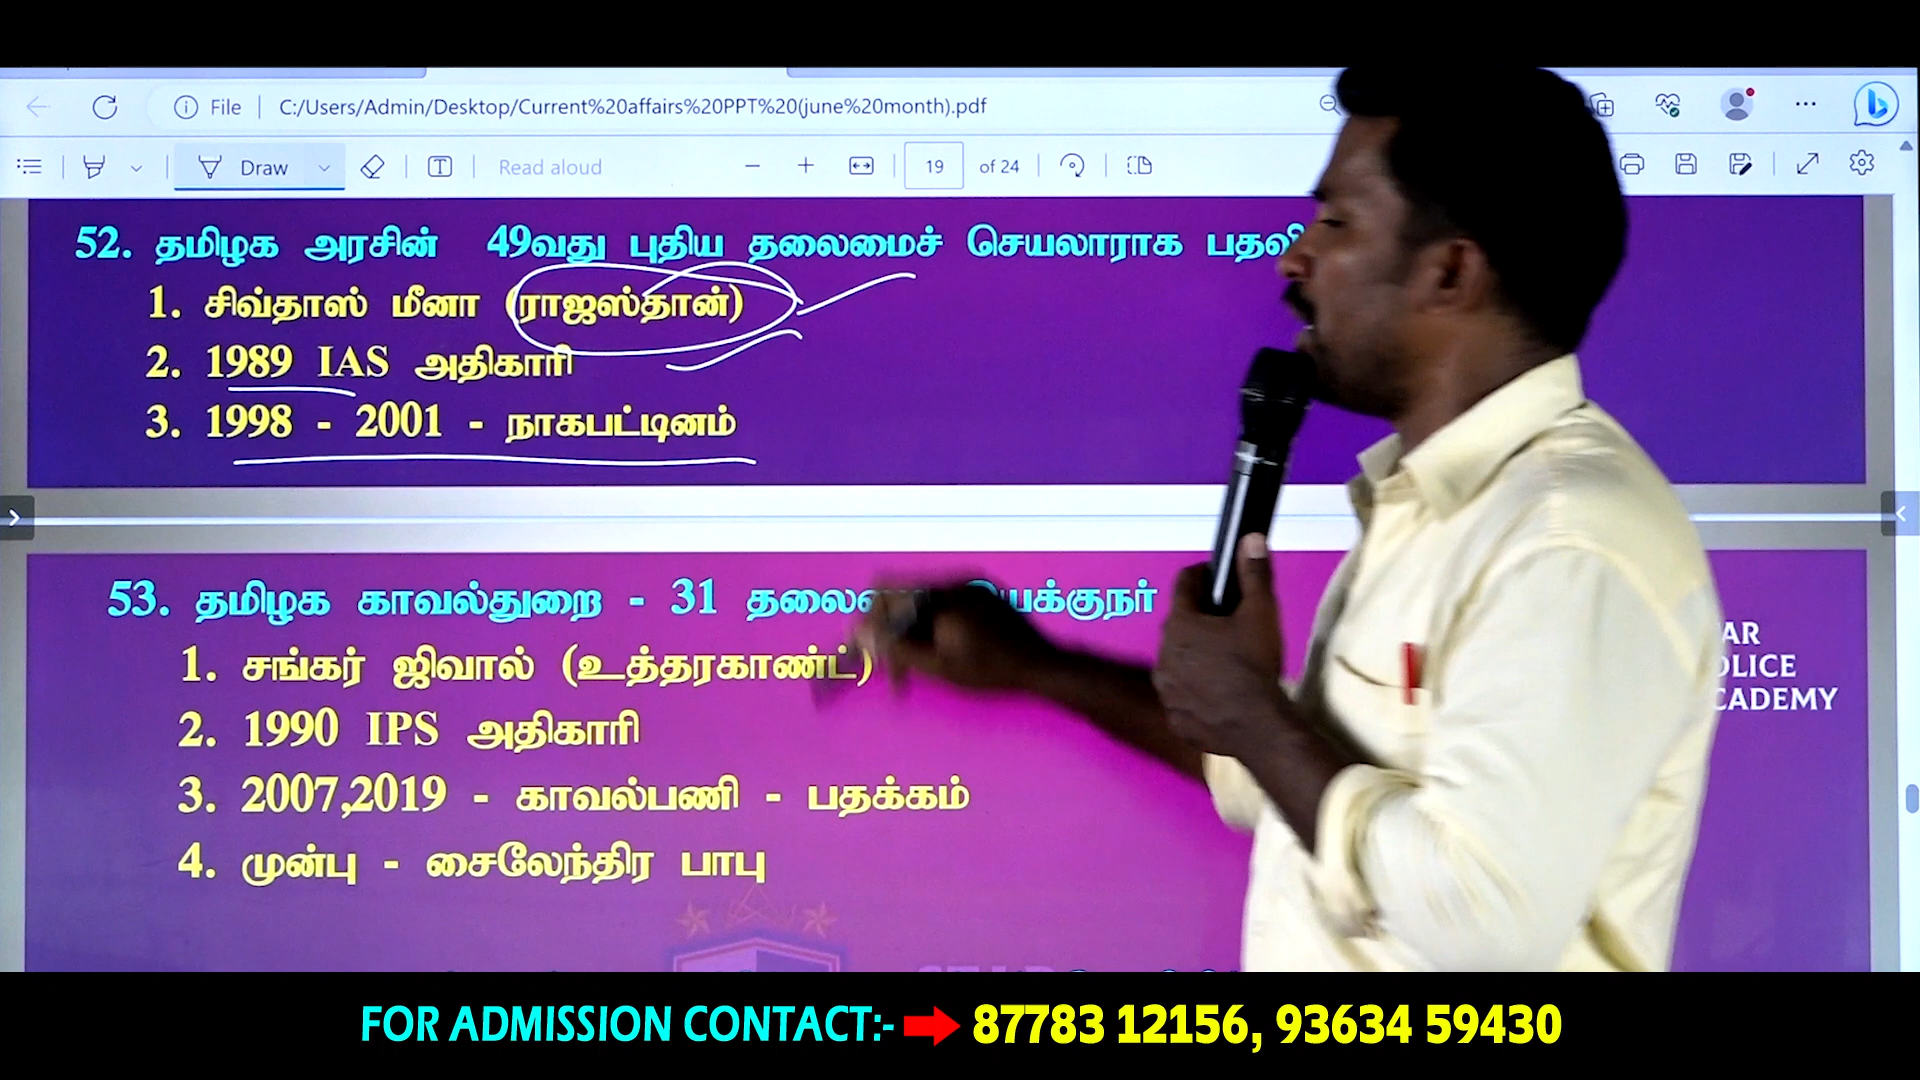 File | C:/Users/Admin/Desktop/Current%20affairs%20PPT%20(june%20month).pdf
Draw Read aloud 19 of 24
52. தமிழக அரசின் 49வது புதிய தலைமைச் செயலாராக
1. சிவ்தாஸ் மீனா (ராஜஸ்தான்)
2. 1989 IAS அதிகாரி
3. 1998 - 2001 - நாகபட்டினம்
53. தமிழக காவல்துறை - 31
1. சங்கர் ஜிவால் (உத்தரகாண்ட்)
2. 1990 IPS அதிகாரி
3. 2007,2019 - காவல்பணி - பதக்கம்
4. முன்பு - சைலேந்திர பாபு
FOR ADMISSION CONTACT:- 87783 12156, 93634 59430